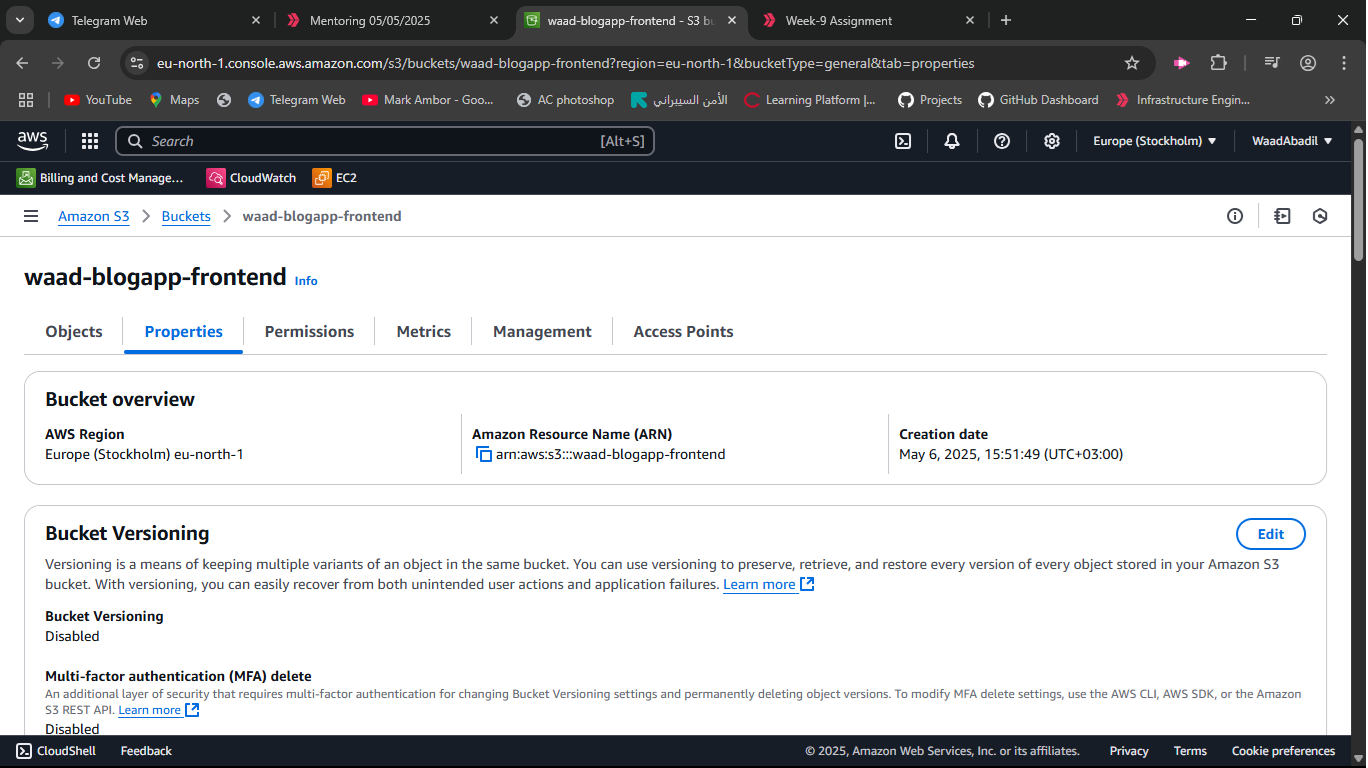 Telegram Web
Mentoring 05/05/2025
waad-blogapp-frontend - S3 bu
Week-9 Assignment
eu-north-1.console.aws.amazon.com/s3/buckets/waad-blogapp-frontend?region=eu-north-1&bucketType=general&tab=properties
YouTube
Maps
Telegram Web
Mark Ambor - Goo...
AC photoshop
الأمن السيبراني
Learning Platform |...
Projects
GitHub Dashboard
Infrastructure Engin...
aws
Search
[Alt+S]
Europe (Stockholm)
WaadAbadil
Billing and Cost Manage...
CloudWatch
EC2
Amazon S3
Buckets
waad-blogapp-frontend
waad-blogapp-frontend Info
Objects
Properties
Permissions
Metrics
Management
Access Points
Bucket overview
AWS Region
Europe (Stockholm) eu-north-1
Amazon Resource Name (ARN)
arn:aws:s3:::waad-blogapp-frontend
Creation date
May 6, 2025, 15:51:49 (UTC+03:00)
Bucket Versioning
Edit
Versioning is a means of keeping multiple variants of an object in the same bucket. You can use versioning to preserve, retrieve, and restore every version of every object stored in your Amazon S3
bucket. With versioning, you can easily recover from both unintended user actions and application failures. Learn more
Bucket Versioning
Disabled
Multi-factor authentication (MFA) delete
An additional layer of security that requires multi-factor authentication for changing Bucket Versioning settings and permanently deleting object versions. To modify MFA delete settings, use the AWS CLI, AWS SDK, or the Amazon
S3 REST API. Learn more
Disabled
CloudShell
Feedback
© 2025, Amazon Web Services, Inc. or its affiliates.
Privacy
Terms
Cookie preferences